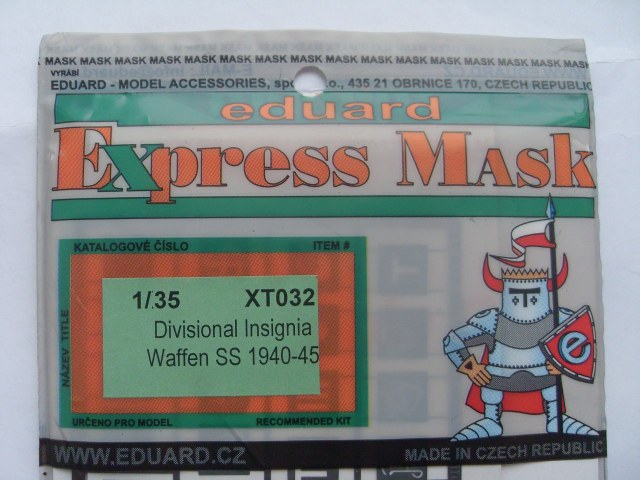 MASK MASK MASK MASK MASK MASK MASK MASK MASK MASK MASK MASK MASK MASK MASK
VYRÁBÍ
EDUARD - MODEL ACCESSORIES, 435 21 OBRNICE 170, CZECH REPUBLIC
eduard
Express Mask
KATALOGOVÉ ČÍSLO ITEM #
NÁZEV TITLE
1/35 XT032
Divisional Insignia
Waffen SS 1940-45
e
URČENO PRO MODEL RECOMMENDED KIT
WWW.EDUARD.CZ MADE IN CZECH REPUBLIC